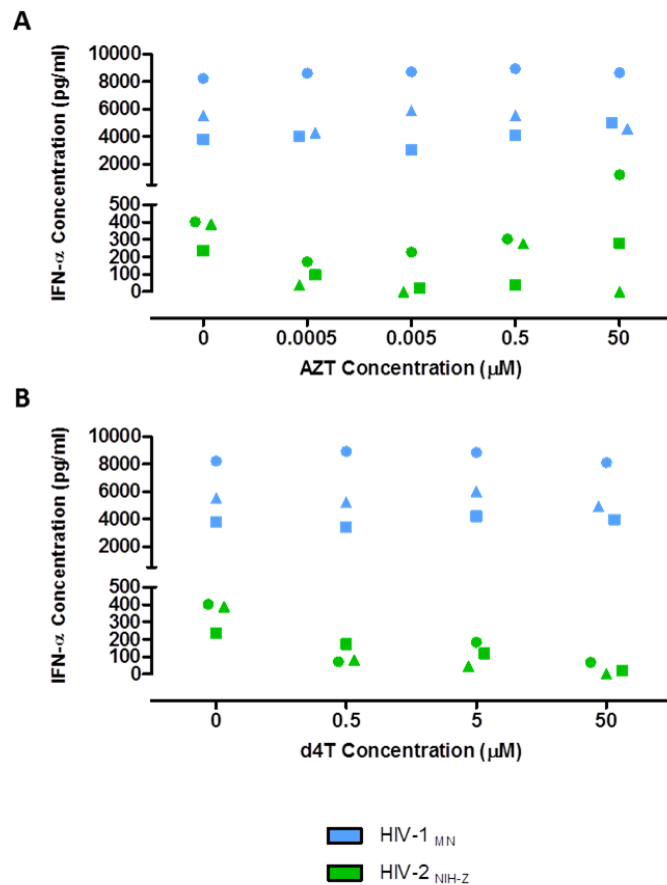 A
IFN-α Concentration (pg/ml)
10000
8000
6000
4000
2000
500
400
300
200
100
0
0 0.0005 0.005 0.5 50
AZT Concentration (μM)
B
IFN-α Concentration (pg/ml)
10000
8000
6000
4000
2000
500
400
300
200
100
0
0 0.5 5 50
d4T Concentration (μM)
HIV-1 MN
HIV-2 NIH-Z